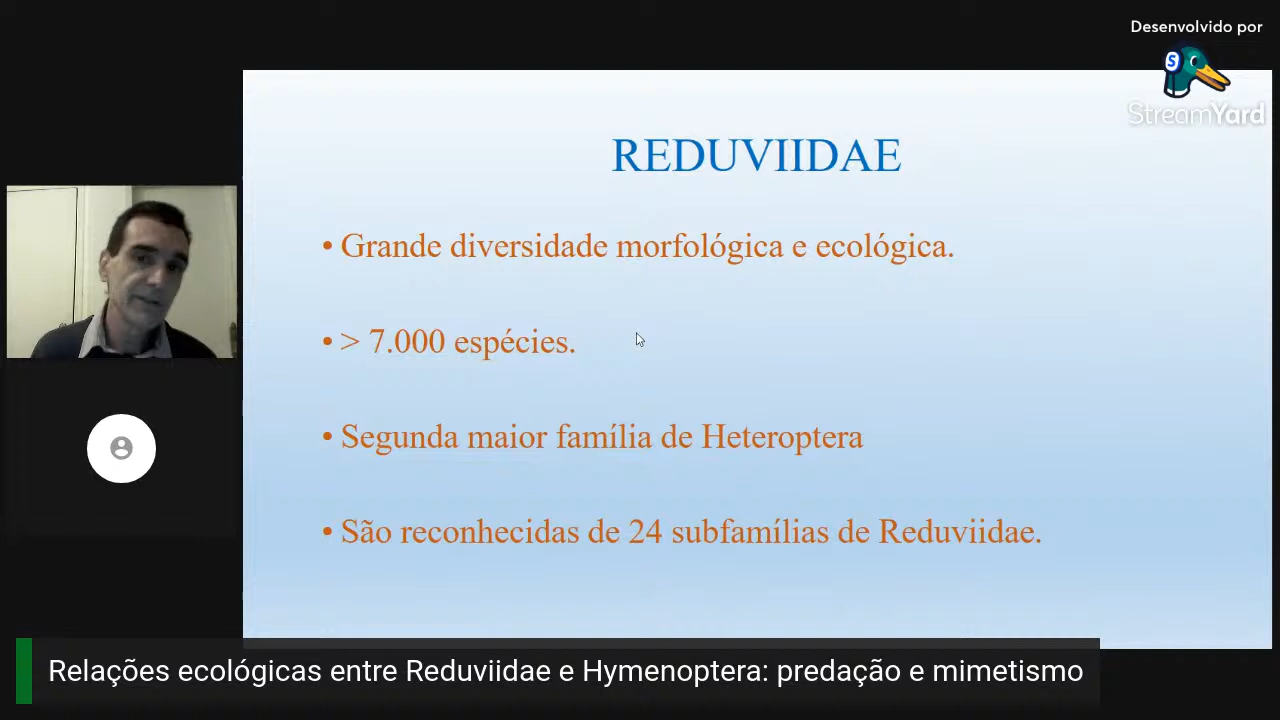 Desenvolvido por
StreamYard
REDUVIIDAE
• Grande diversidade morfológica e ecológica.
• > 7.000 espécies.
• Segunda maior família de Heteroptera
• São reconhecidas de 24 subfamílias de Reduviidae.
Relações ecológicas entre Reduviidae e Hymenoptera: predação e mimetismo